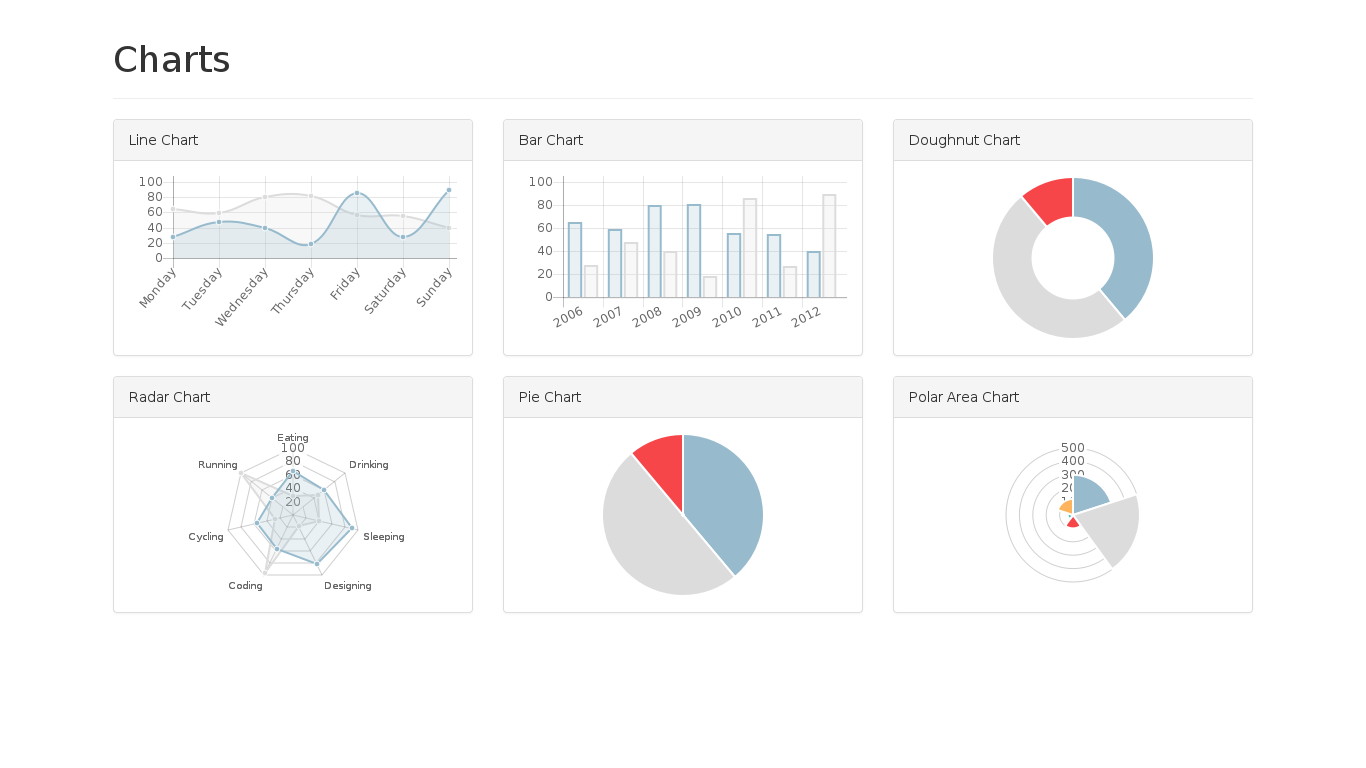 Charts
Line Chart
100
80
60
40
20
0
Monday
Tuesday
Wednesday
Thursday
Friday
Saturday
Sunday
Bar Chart
100
80
60
40
20
0
2006
2007
2008
2009
2010
2011
2012
Doughnut Chart
Radar Chart
Eating
100
80
60
40
20
Running
Drinking
Cycling
Sleeping
Coding
Designing
Pie Chart
Polar Area Chart
500
400
300